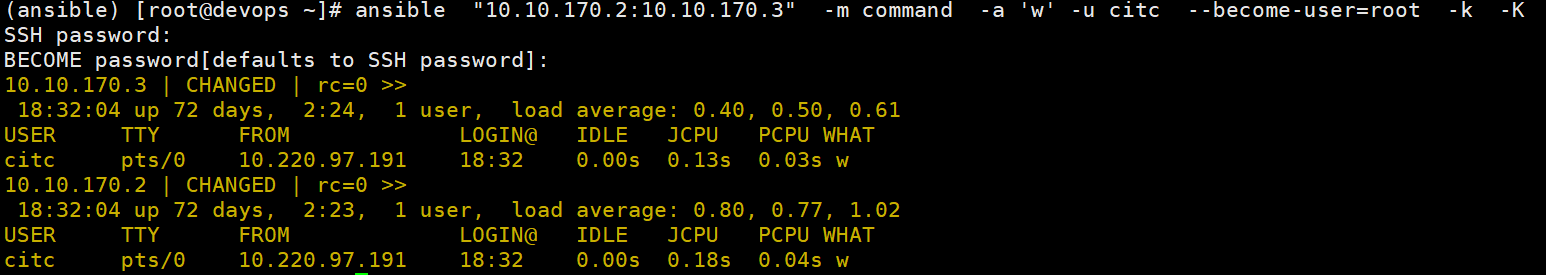 (ansible) [root@devops ~]# ansible  "10.10.170.2:10.10.170.3"  -m command  -a 'w' -u citc  --become-user=root  -k  -K
SSH password:
BECOME password[defaults to SSH password]:
10.10.170.3 | CHANGED | rc=0 >>
 18:32:04 up 72 days,  2:24,  1 user,  load average: 0.40, 0.50, 0.61
USER     TTY      FROM             LOGIN@   IDLE   JCPU   PCPU WHAT
citc     pts/0    10.220.97.191    18:32    0.00s  0.13s  0.03s w
10.10.170.2 | CHANGED | rc=0 >>
 18:32:04 up 72 days,  2:23,  1 user,  load average: 0.80, 0.77, 1.02
USER     TTY      FROM             LOGIN@   IDLE   JCPU   PCPU WHAT
citc     pts/0    10.220.97.191    18:32    0.00s  0.18s  0.04s w